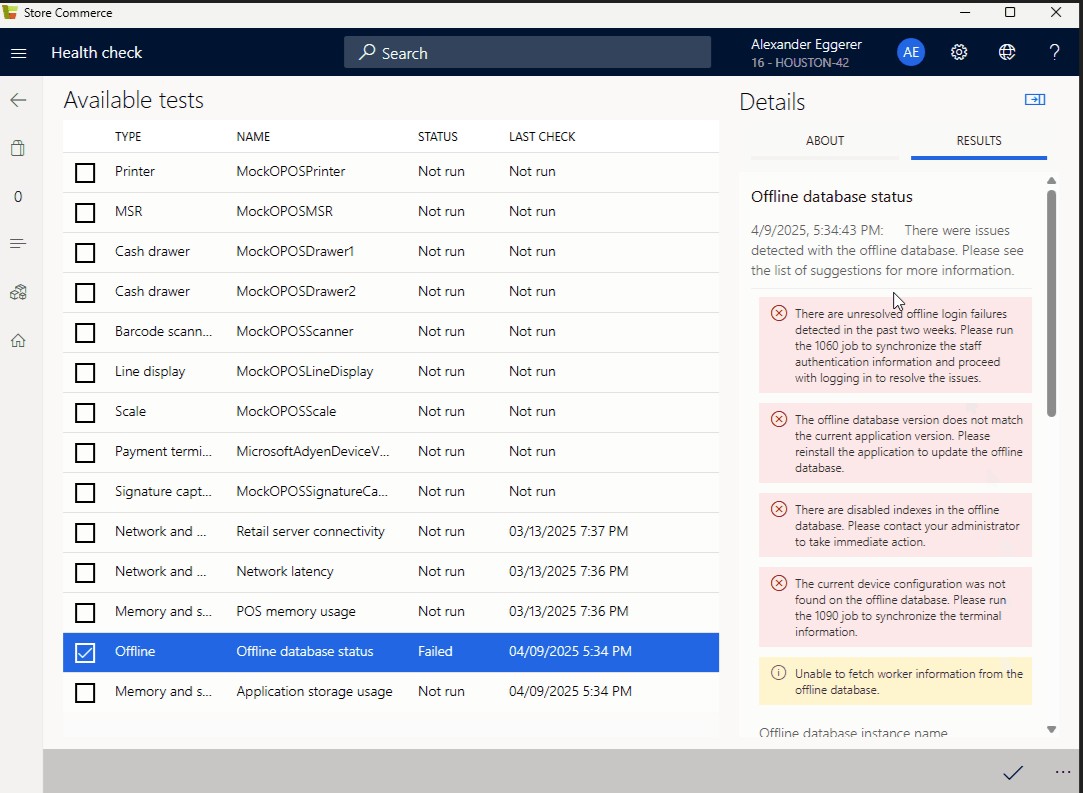 Store Commerce
Health check
Search
Alexander Eggerer
16 - HOUSTON-42
AE
?
0
Available tests
TYPE NAME STATUS LAST CHECK
Printer MockOPOSPrinter Not run Not run
MSR MockOPOSMSR Not run Not run
Cash drawer MockOPOSDrawer1 Not run Not run
Cash drawer MockOPOSDrawer2 Not run Not run
Barcode scann... MockOPOSScanner Not run Not run
Line display MockOPOSLineDisplay Not run Not run
Scale MockOPOSScale Not run Not run
Payment termi... MicrosoftAdyenDeviceV... Not run Not run
Signature capt... MockOPOSSignatureCa... Not run Not run
Network and ... Retail server connectivity Not run 03/13/2025 7:37 PM
Network and ... Network latency Not run 03/13/2025 7:36 PM
Memory and s... POS memory usage Not run 03/13/2025 7:36 PM
Offline Offline database status Failed 04/09/2025 5:34 PM
Memory and s... Application storage usage Not run 04/09/2025 5:34 PM
Details
ABOUT RESULTS
Offline database status
4/9/2025, 5:34:43 PM: There were issues
detected with the offline database. Please see
the list of suggestions for more information.
There are unresolved offline login failures
detected in the past two weeks. Please run
the 1060 job to synchronize the staff
authentication information and proceed
with logging in to resolve the issues.
The offline database version does not match
the current application version. Please
reinstall the application to update the offline
database.
There are disabled indexes in the offline
database. Please contact your administrator
to take immediate action.
The current device configuration was not
found on the offline database. Please run
the 1090 job to synchronize the terminal
information.
Unable to fetch worker information from the
offline database.
Offline database instance name